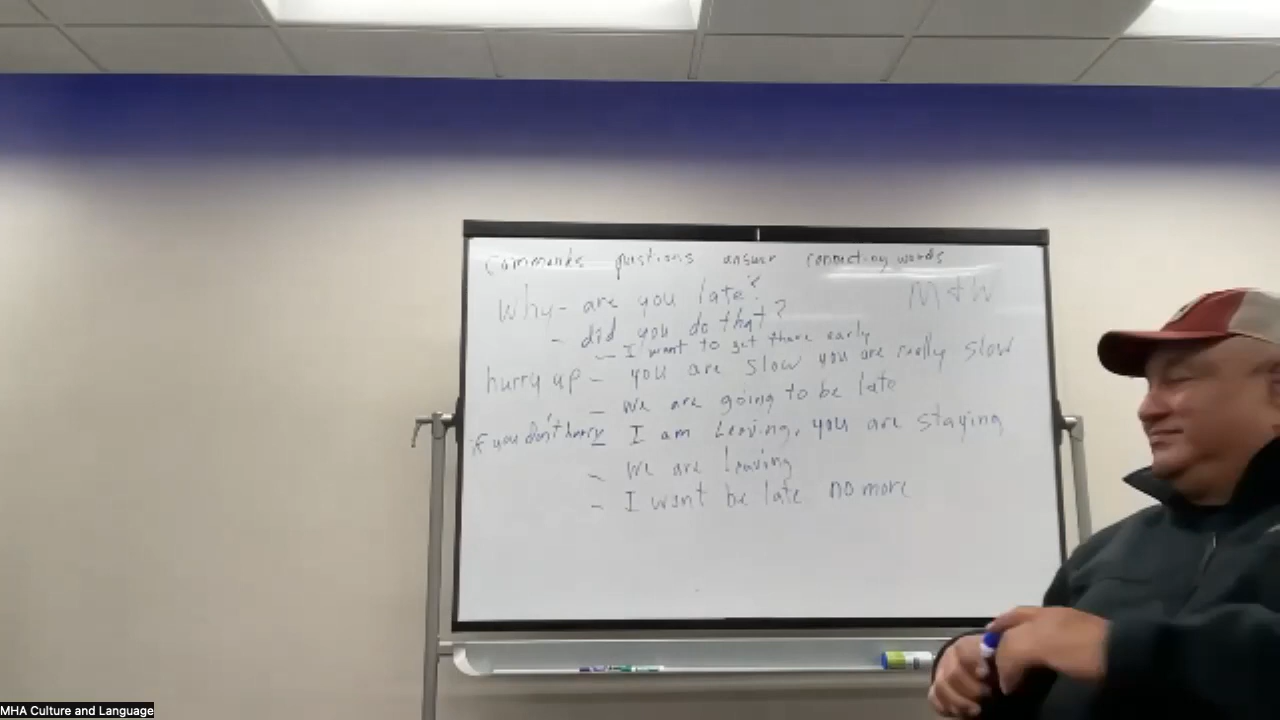 commands questions answer connecting words
Why - are you late?
M & W
- did you do that?
- I want to get there early
hurry up - you are slow you are really slow
- we are going to be late
if you don't hurry - I am leaving, you are staying
- we are leaving
- I wont be late no more
MHA Culture and Language